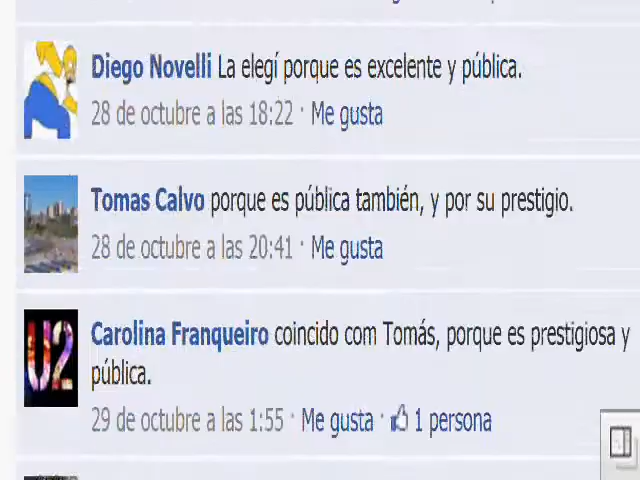 Diego Novelli La elegí porque es excelente y pública.
28 de octubre a las 18:22 · Me gusta
Tomas Calvo porque es pública también, y por su prestigio.
28 de octubre a las 20:41 · Me gusta
U2
Carolina Franqueiro coincido com Tomás, porque es prestigiosa y
pública.
29 de octubre a las 1:55 · Me gusta · 1 persona